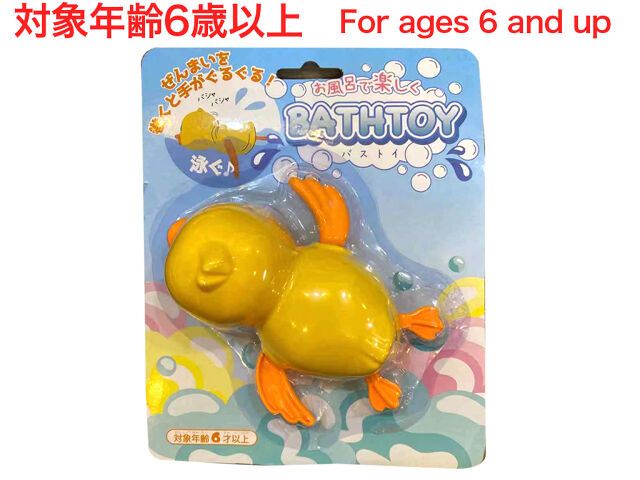 対象年齢6歳以上 For ages 6 and up
ぜんまいを
巻くと手がぐるぐる!
バシャ
バシャ
泳ぐ♪
お風呂で楽しく
BATHTOY
バストイ
対象年齢6才以上